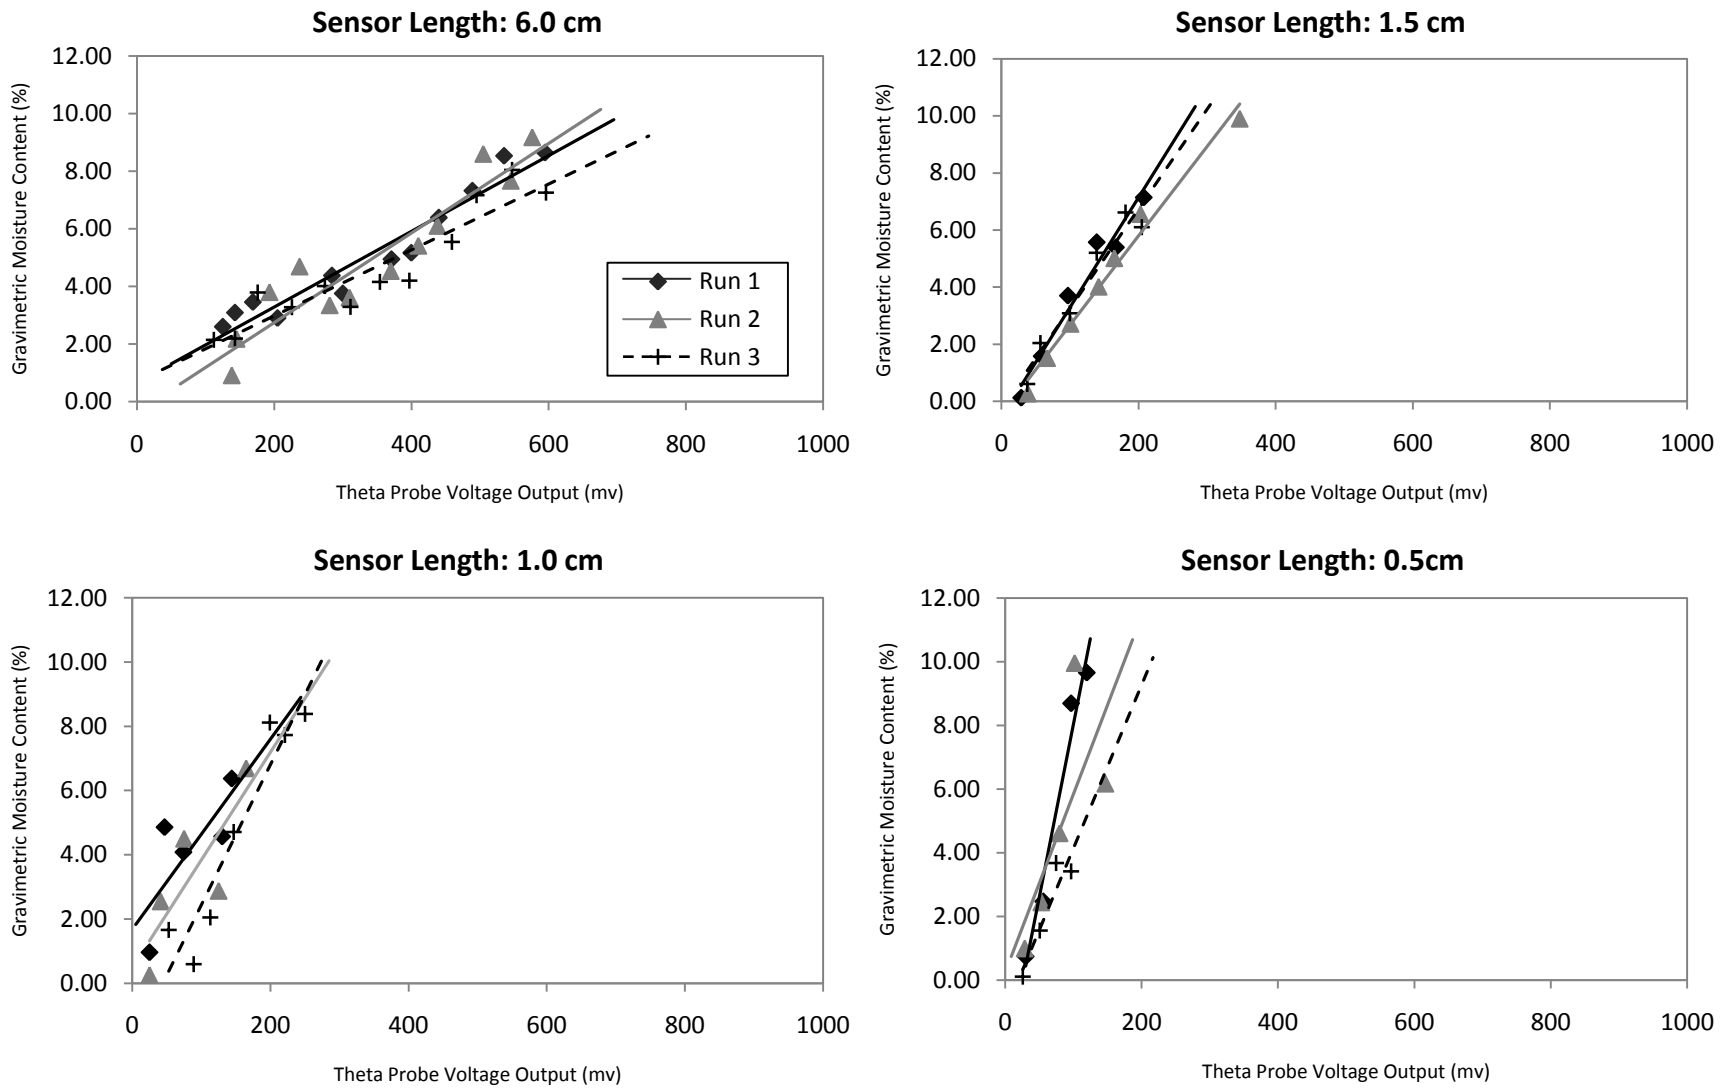 Sensor Length: 6.0 cm
Gravimetric Moisture Content (%)
12.00
10.00
8.00
6.00
4.00
2.00
0.00
0 200 400 600 800 1000
Theta Probe Voltage Output (mv)
Run 1
Run 2
Run 3
Sensor Length: 1.5 cm
Gravimetric Moisture Content (%)
12.00
10.00
8.00
6.00
4.00
2.00
0.00
0 200 400 600 800 1000
Theta Probe Voltage Output (mv)
Sensor Length: 1.0 cm
Gravimetric Moisture Content (%)
12.00
10.00
8.00
6.00
4.00
2.00
0.00
0 200 400 600 800 1000
Theta Probe Voltage Output (mv)
Sensor Length: 0.5cm
Gravimetric Moisture Content (%)
12.00
10.00
8.00
6.00
4.00
2.00
0.00
0 200 400 600 800 1000
Theta Probe Voltage Output (mv)